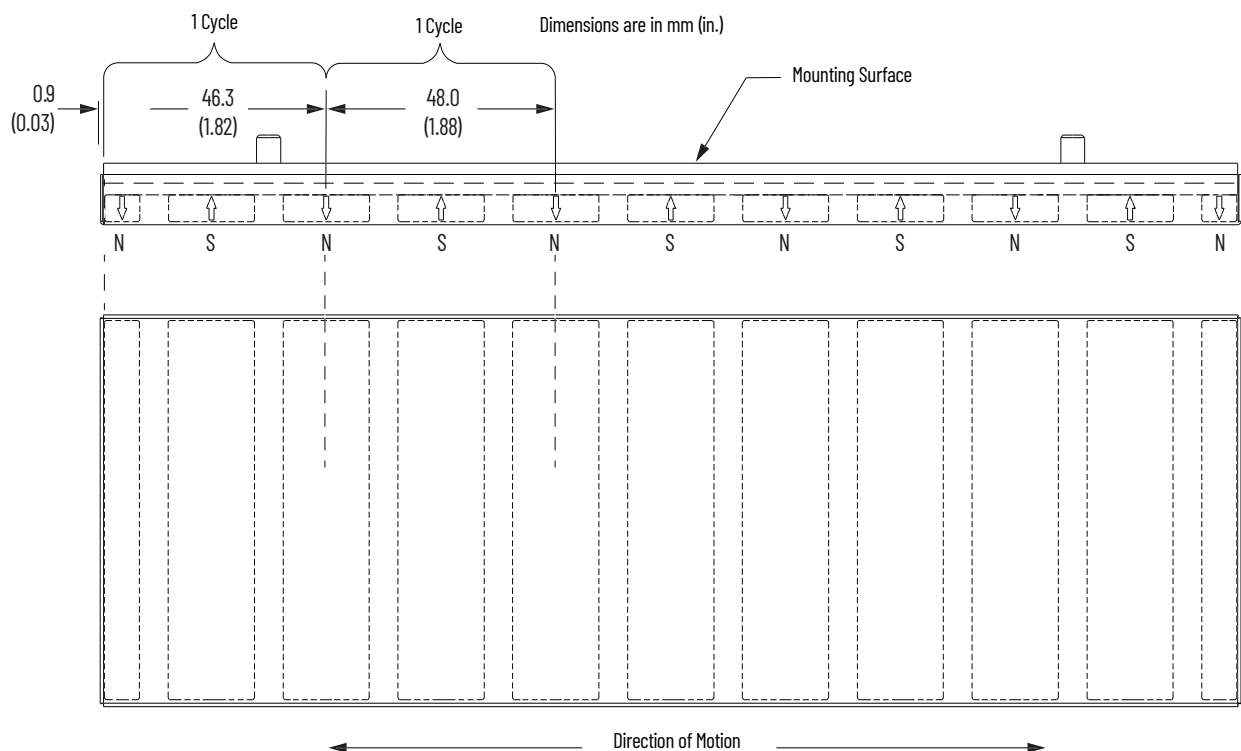 1 Cycle
1 Cycle
Dimensions are in mm (in.)
Mounting Surface
0.9
(0.03)
46.3
(1.82)
48.0
(1.88)
N S N S N S N S N S N
Direction of Motion